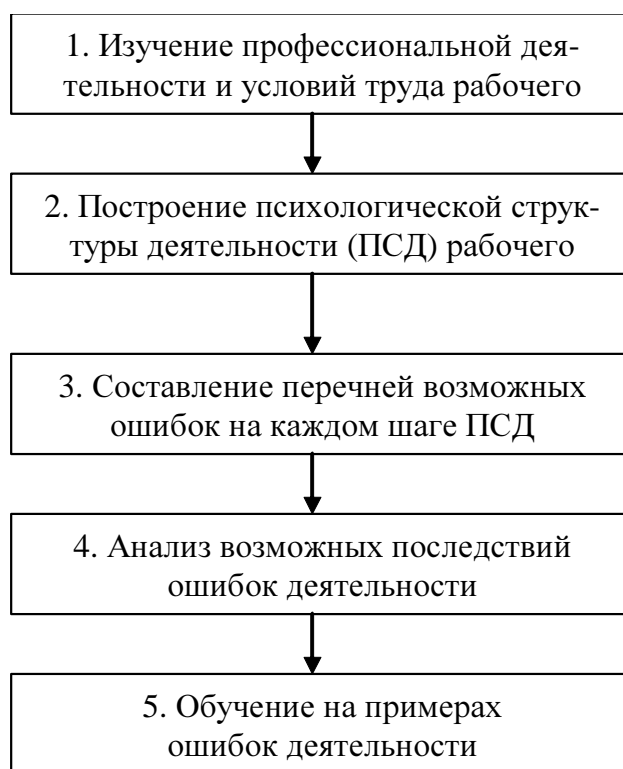 1. Изучение профессиональной дея-
тельности и условий труда рабочего
2. Построение психологической струк-
туры деятельности (ПСД) рабочего
3. Составление перечней возможных
ошибок на каждом шаге ПСД
4. Анализ возможных последствий
ошибок деятельности
5. Обучение на примерах
ошибок деятельности